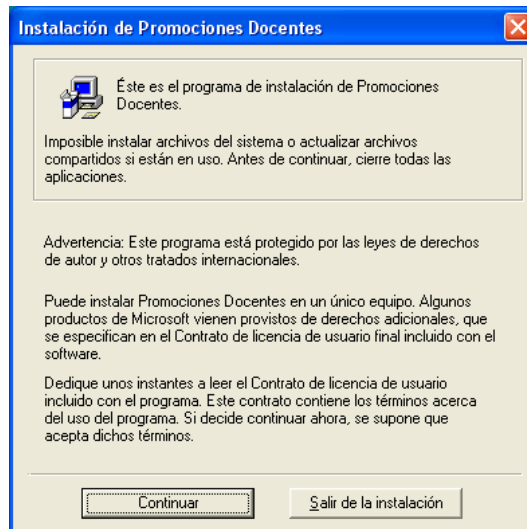 Instalación de Promociones Docentes
Éste es el programa de instalación de Promociones
Docentes.
Imposible instalar archivos del sistema o actualizar archivos
compartidos si están en uso. Antes de continuar, cierre todas las
aplicaciones.
Advertencia: Este programa está protegido por las leyes de derechos
de autor y otros tratados internacionales.
Puede instalar Promociones Docentes en un único equipo. Algunos
productos de Microsoft vienen provistos de derechos adicionales, que
se especifican en el Contrato de licencia de usuario final incluido con el
software.
Dedique unos instantes a leer el Contrato de licencia de usuario
incluido con el programa. Este contrato contiene los términos acerca
del uso del programa. Si decide continuar ahora, se supone que
acepta dichos términos.
Continuar
Salir de la instalación